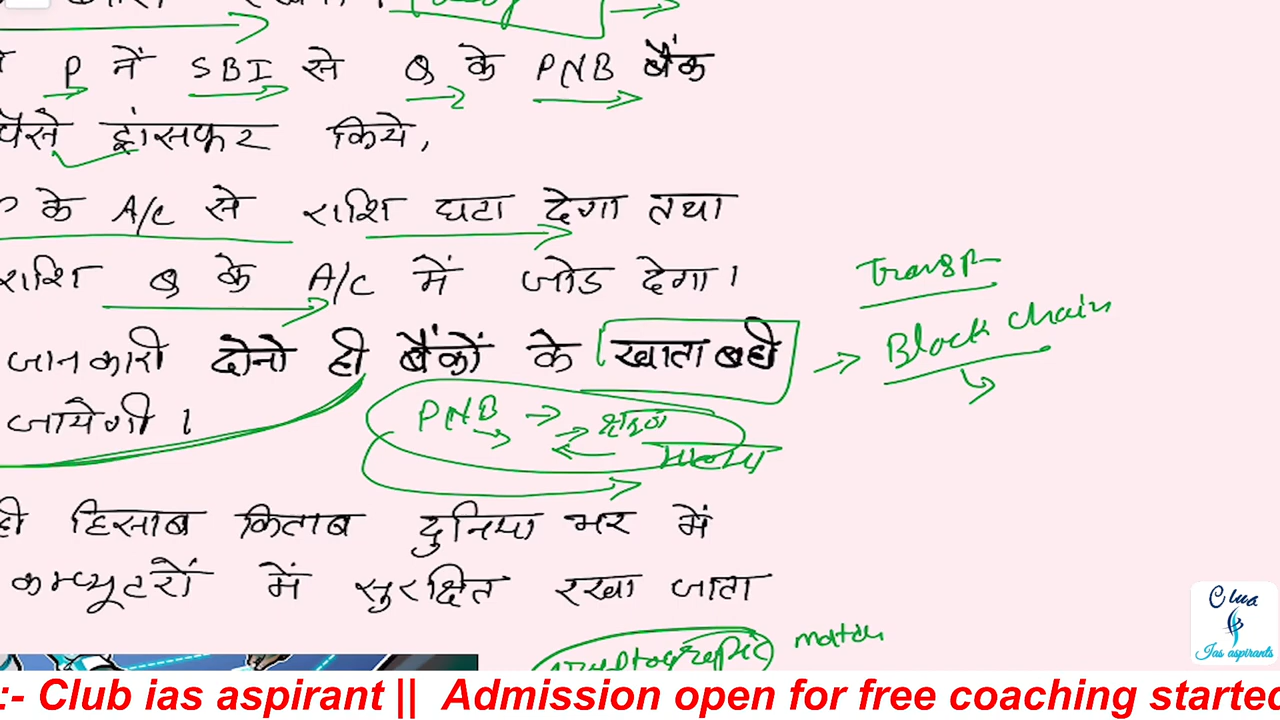 P ने SBI से Q के PNB बैंक
पैसे ट्रांसफर किये,
के A/C से राशि घटा देगा तथा
राशि Q के A/C में जोड देगा।
Transp
Block chain
जानकारी दोनो ही बैंकों के खाता बही
जायेगी ।
PNB
ही हिसाब किताब दुनिया भर में
कम्प्यूटरों में सुरक्षित रखा जाता
cryptographic
Club
Ias aspirants
:- Club ias aspirant || Admission open for free coaching started